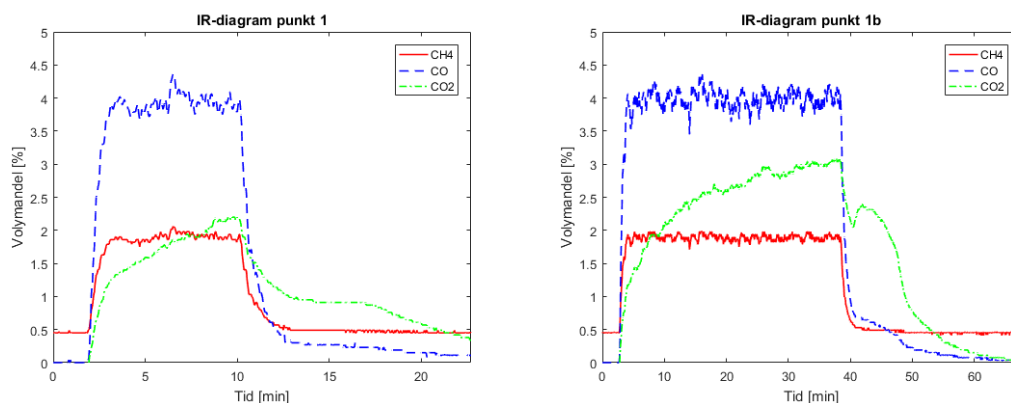 IR-diagram punkt 1
5
4.5
4
3.5
3
2.5
2
1.5
1
0.5
0
Volymandel [%]
CH4
CO
CO2
0 5 10 15 20
Tid [min]
IR-diagram punkt 1b
5
4.5
4
3.5
3
2.5
2
1.5
1
0.5
0
Volymandel [%]
CH4
CO
CO2
0 10 20 30 40 50 60
Tid [min]